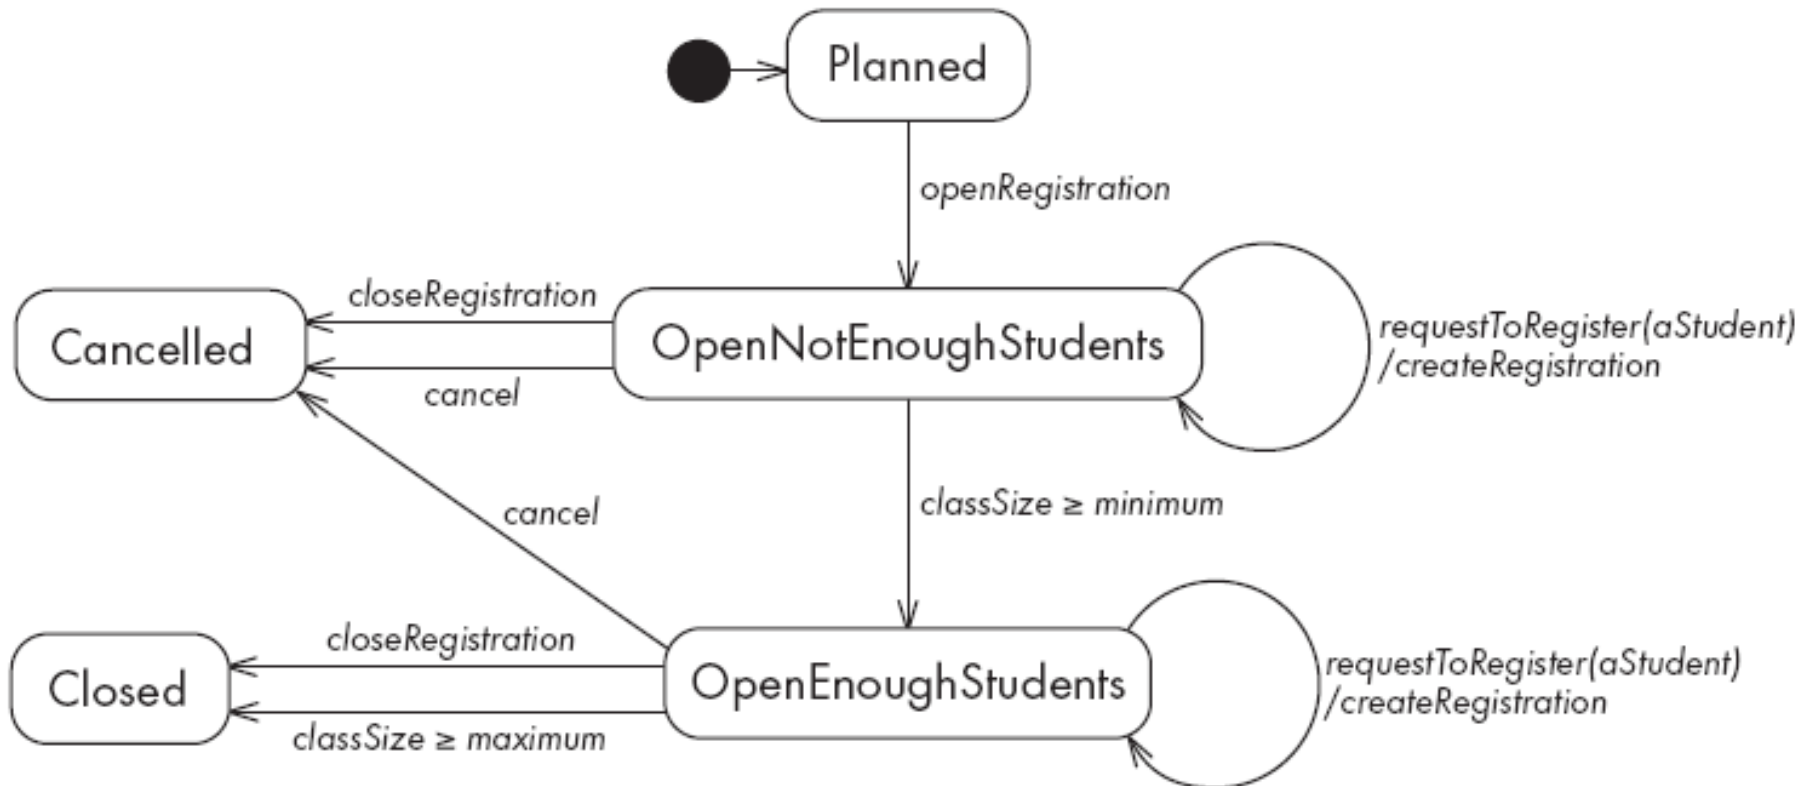 Planned
openRegistration
closeRegistration
Cancelled
OpenNotEnoughStudents
requestToRegister(aStudent)
/createRegistration
cancel
cancel
classSize ≥ minimum
closeRegistration
Closed
OpenEnoughStudents
requestToRegister(aStudent)
/createRegistration
classSize ≥ maximum